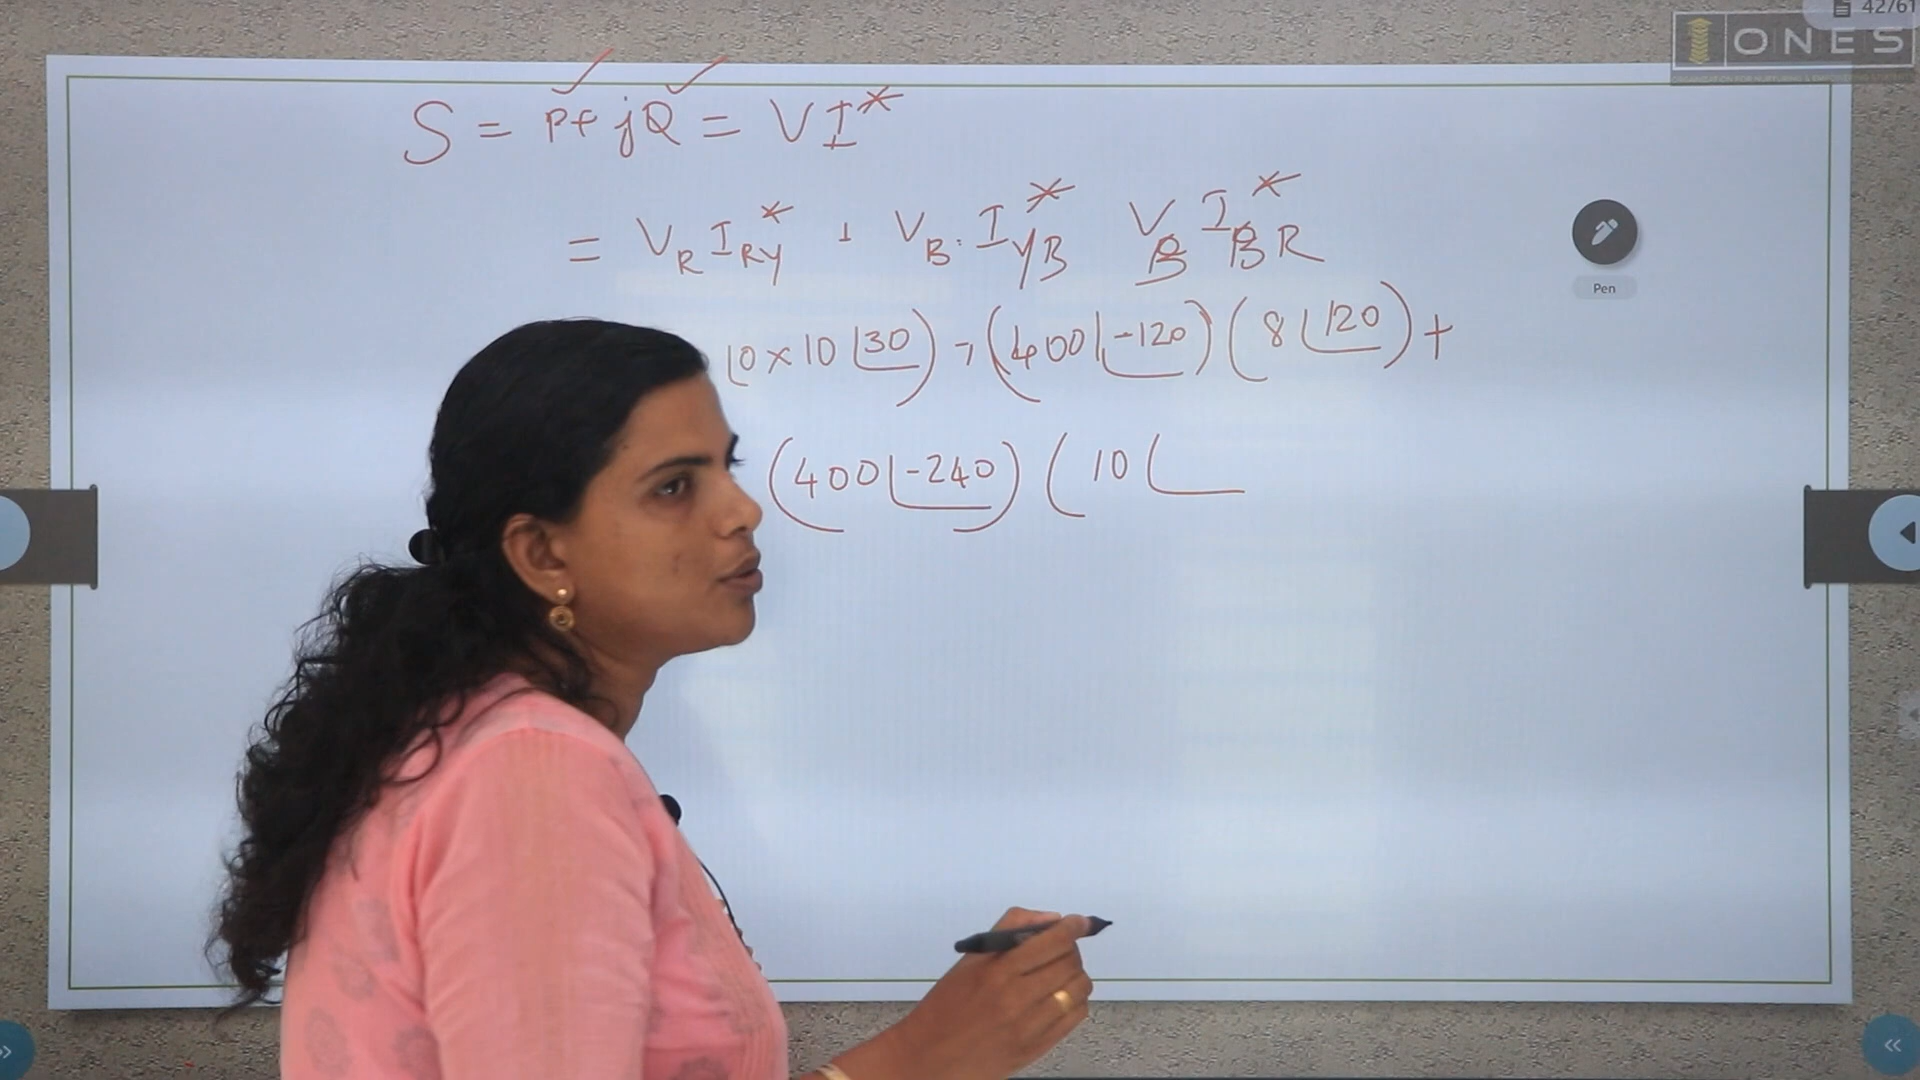 42/61
ONES
S = P+jQ = VI*
= V_R I_RY* + V_B. I_YB* V_B I_BR*
10×10∠30) + (400∠-120)(8∠120)+
(400∠-240)(10∠
Pen